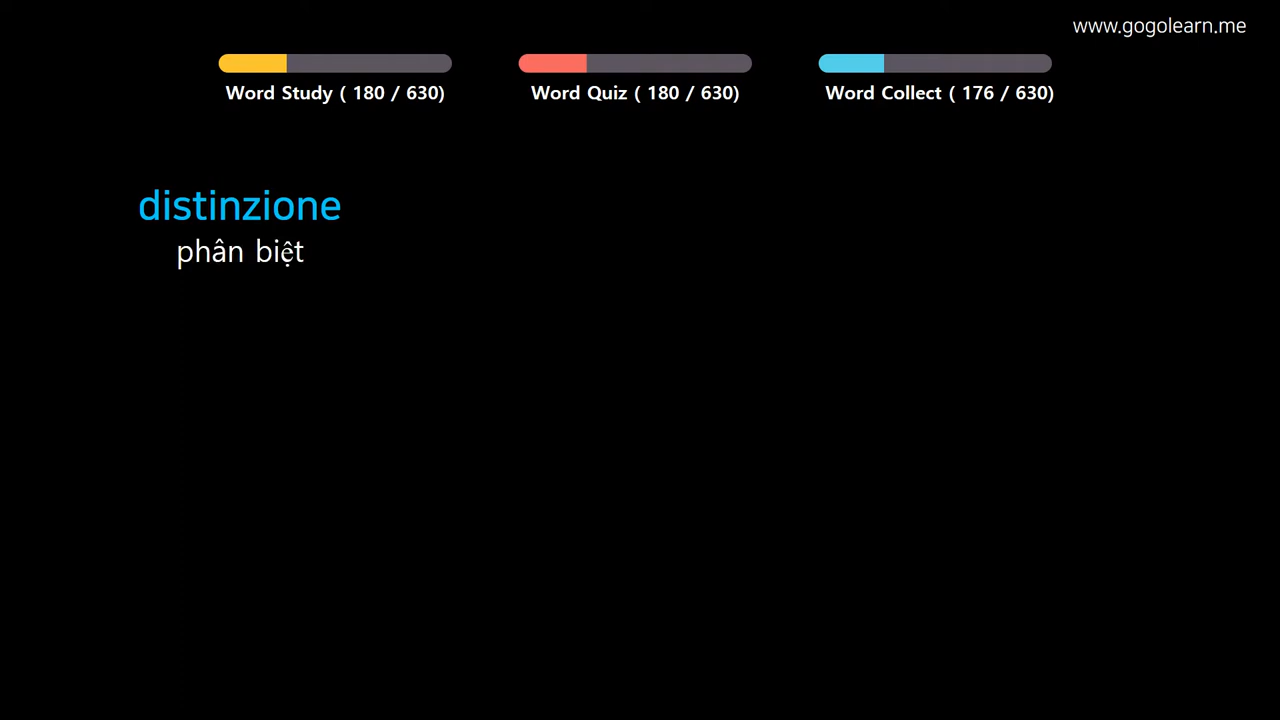 www.gogolearn.me
Word Study ( 180 / 630)
Word Quiz ( 180 / 630)
Word Collect ( 176 / 630)
distinzione
phân biệt